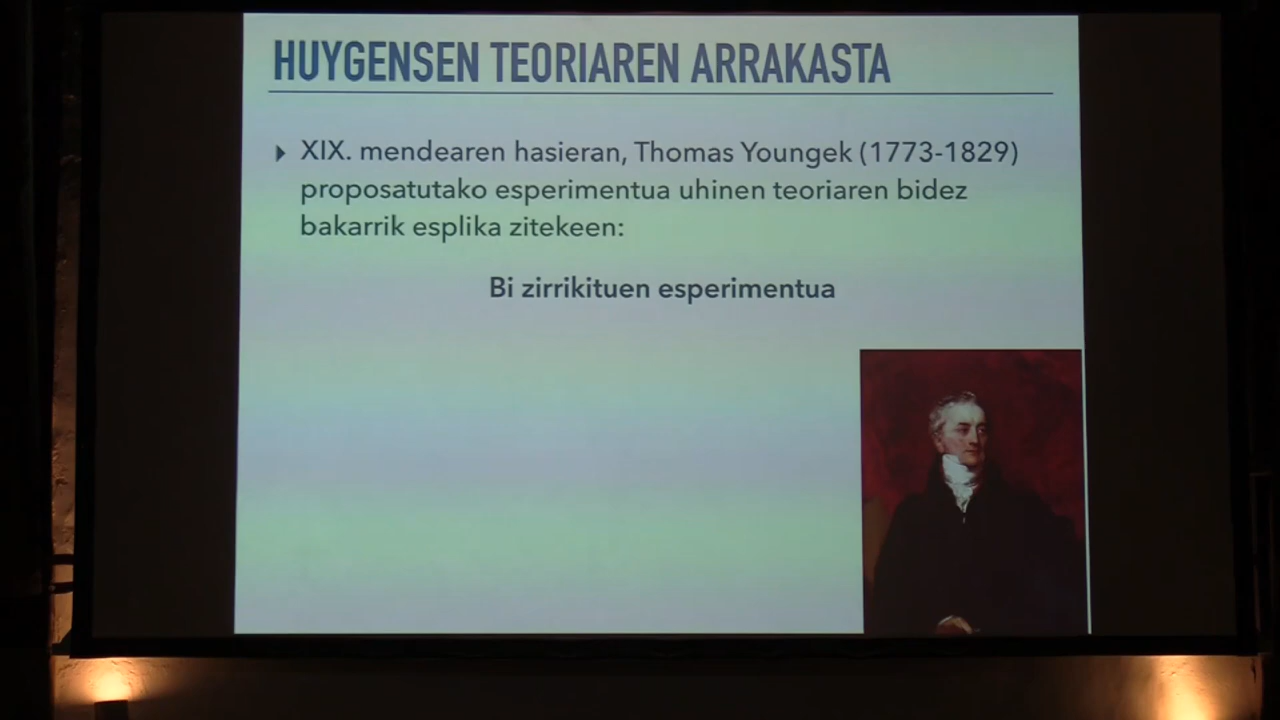 HUYGENSEN TEORIAREN ARRAKASTA
XIX. mendearen hasieran, Thomas Youngek (1773-1829)
proposatutako esperimentua uhinen teoriaren bidez
bakarrik esplika zitekeen:
Bi zirrikituen esperimentua